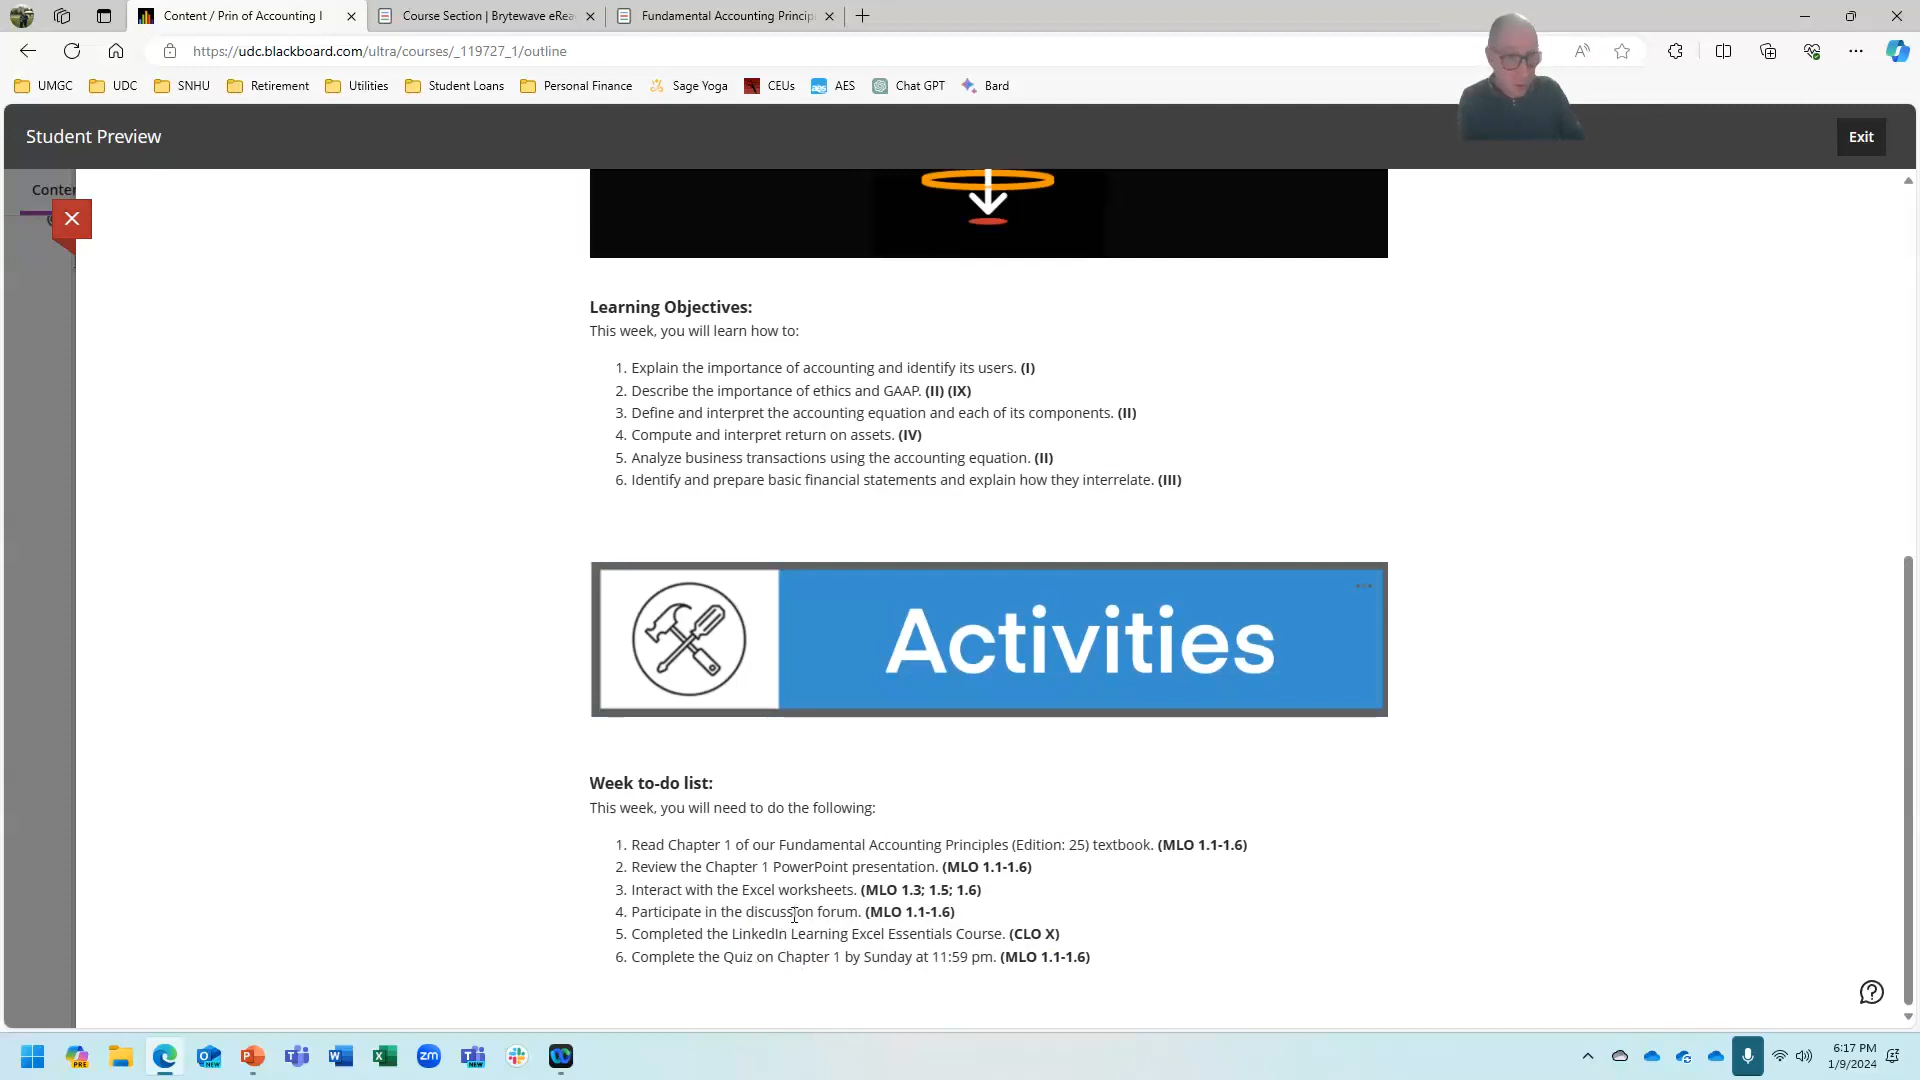 Content / Prin of Accounting I
Course Section | Brytewave eRea
Fundamental Accounting Princip
https://udc.blackboard.com/ultra/courses/_119727_1/outline
UMGC
UDC
SNHU
Retirement
Utilities
Student Loans
Personal Finance
Sage Yoga
CEUs
AES
Chat GPT
Bard
Student Preview
Exit
Conten
Learning Objectives:
This week, you will learn how to:
1. Explain the importance of accounting and identify its users. (I)
2. Describe the importance of ethics and GAAP. (II) (IX)
3. Define and interpret the accounting equation and each of its components. (II)
4. Compute and interpret return on assets. (IV)
5. Analyze business transactions using the accounting equation. (II)
6. Identify and prepare basic financial statements and explain how they interrelate. (III)
Activities
Week to-do list:
This week, you will need to do the following:
1. Read Chapter 1 of our Fundamental Accounting Principles (Edition: 25) textbook. (MLO 1.1-1.6)
2. Review the Chapter 1 PowerPoint presentation. (MLO 1.1-1.6)
3. Interact with the Excel worksheets. (MLO 1.3; 1.5; 1.6)
4. Participate in the discussion forum. (MLO 1.1-1.6)
5. Completed the LinkedIn Learning Excel Essentials Course. (CLO X)
6. Complete the Quiz on Chapter 1 by Sunday at 11:59 pm. (MLO 1.1-1.6)
6:17 PM
1/9/2024